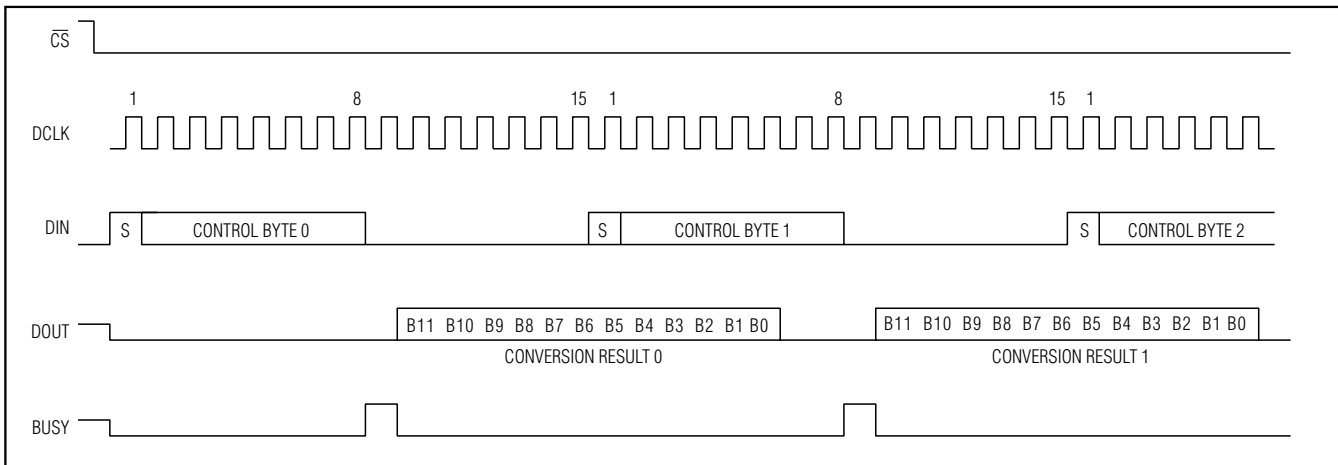 CS
1 8 15 1 8 15 1
DCLK
DIN S CONTROL BYTE 0 S CONTROL BYTE 1 S CONTROL BYTE 2
DOUT B11 B10 B9 B8 B7 B6 B5 B4 B3 B2 B1 B0 B11 B10 B9 B8 B7 B6 B5 B4 B3 B2 B1 B0
CONVERSION RESULT 0 CONVERSION RESULT 1
BUSY